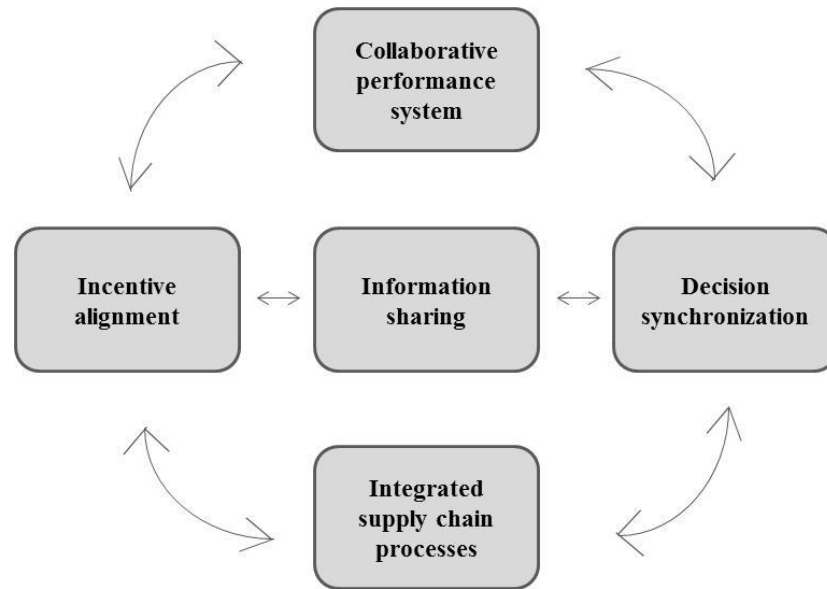 Collaborative
performance
system
Incentive
alignment
Information
sharing
Decision
synchronization
Integrated
supply chain
processes